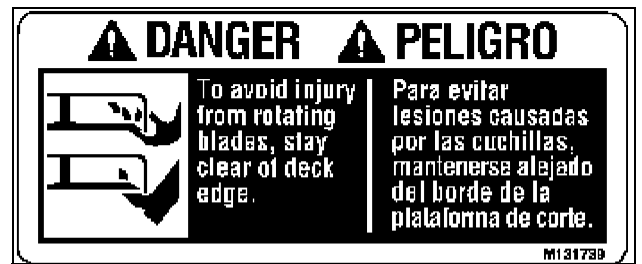 DANGER PELIGRO
To avoid injury
from rotating
blades, stay
clear of deck
edge.
Para evitar
lesiones causadas
por las cuchillas,
mantenerse alejado
del borde de la
plataforma de corte.
M131739